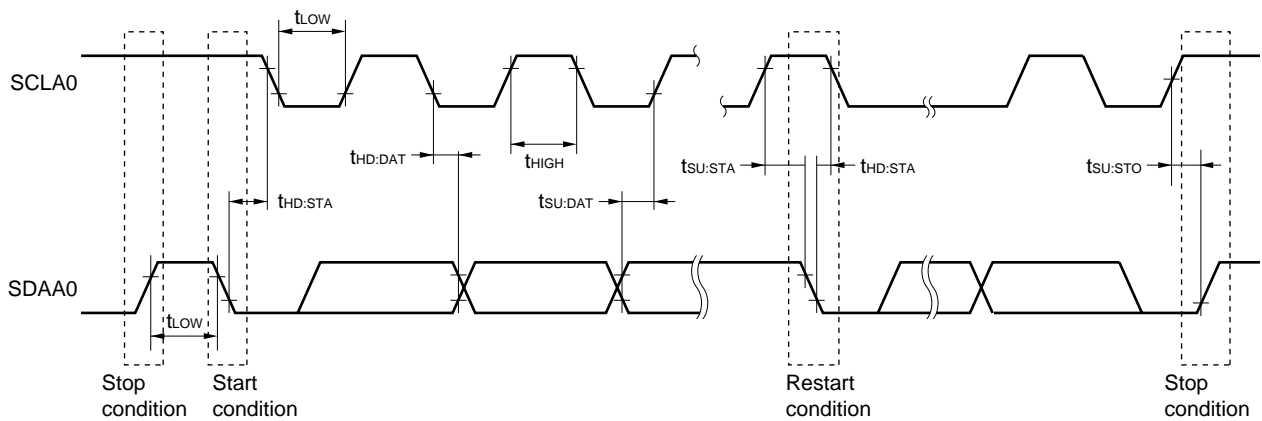 tLOW
SCLA0
tHD:DAT
tHIGH
tSU:STA
tHD:STA
tSU:STO
tHD:STA
tSU:DAT
SDAA0
tLOW
Stop
condition
Start
condition
Restart
condition
Stop
condition